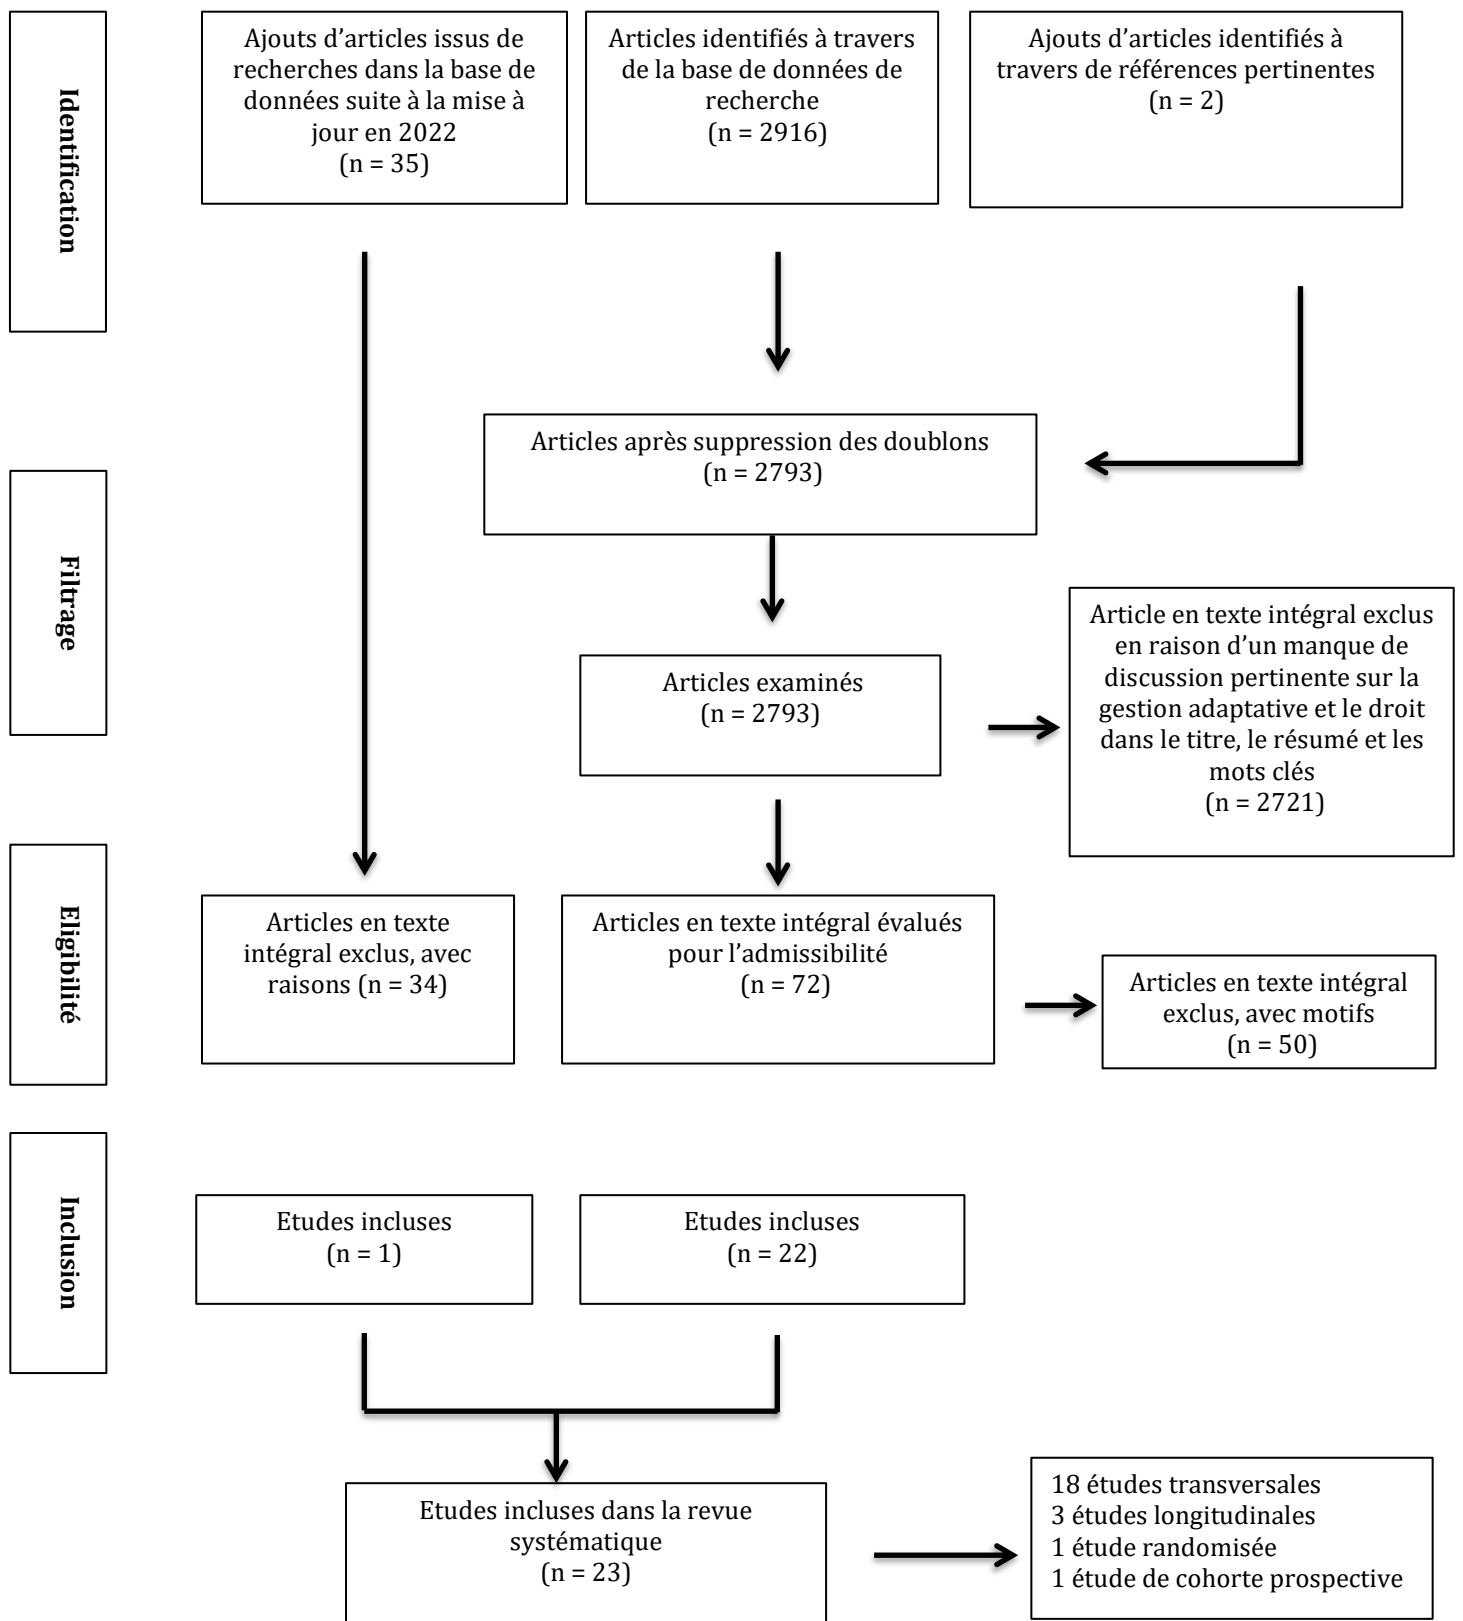 Identification
Ajouts d’articles issus de
recherches dans la base de
données suite à la mise à
jour en 2022
(n = 35)
Articles identifiés à travers
de la base de données de
recherche
(n = 2916)
Ajouts d’articles identifiés à
travers de références pertinentes
(n = 2)
Articles après suppression des doublons
(n = 2793)
Filtrage
Articles examinés
(n = 2793)
Article en texte intégral exclus
en raison d’un manque de
discussion pertinente sur la
gestion adaptative et le droit
dans le titre, le résumé et les
mots clés
(n = 2721)
Eligibilité
Articles en texte
intégral exclus, avec
raisons (n = 34)
Articles en texte intégral évalués
pour l’admissibilité
(n = 72)
Articles en texte intégral
exclus, avec motifs
(n = 50)
Inclusion
Etudes incluses
(n = 1)
Etudes incluses
(n = 22)
Etudes incluses dans la revue
systématique
(n = 23)
18 études transversales
3 études longitudinales
1 étude randomisée
1 étude de cohorte prospective